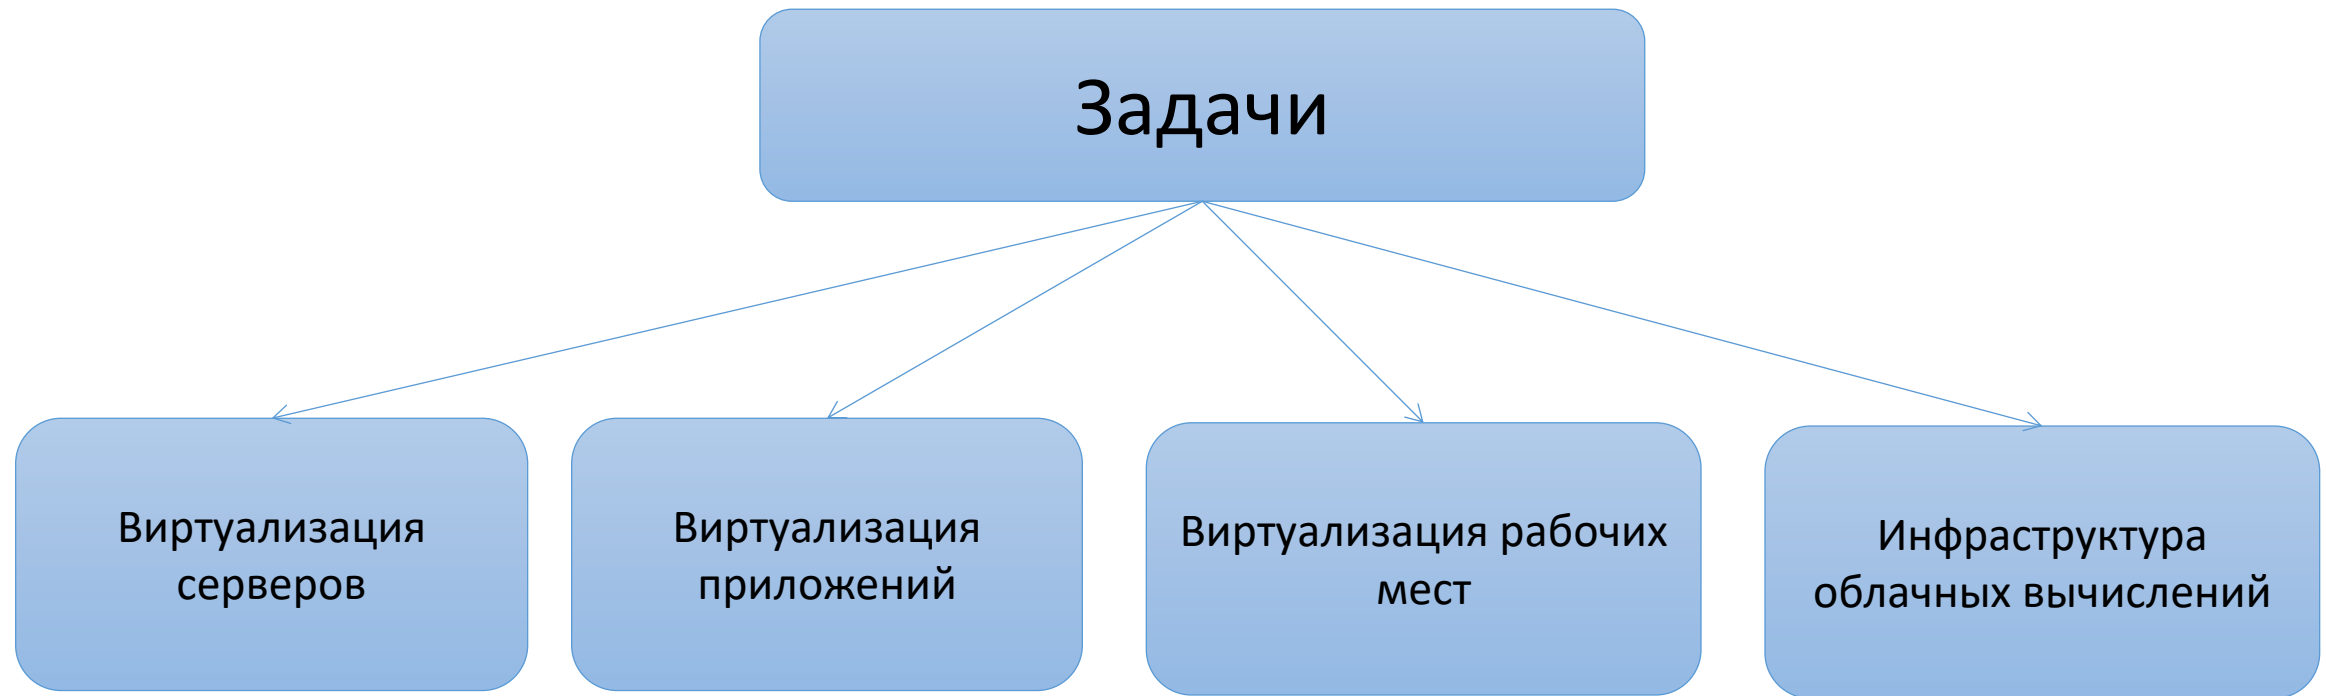 Задачи
Виртуализация
серверов
Виртуализация
приложений
Виртуализация рабочих
мест
Инфраструктура
облачных вычислений